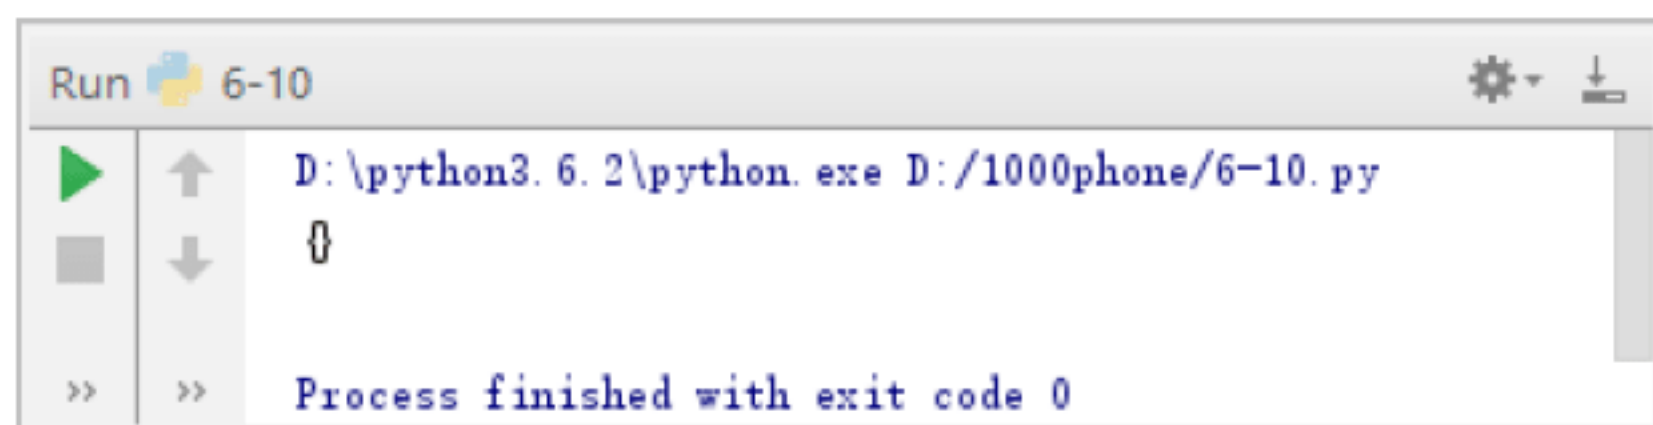 Run 6-10
D:\python3.6.2\python.exe D:/1000phone/6-10.py
{}
Process finished with exit code 0